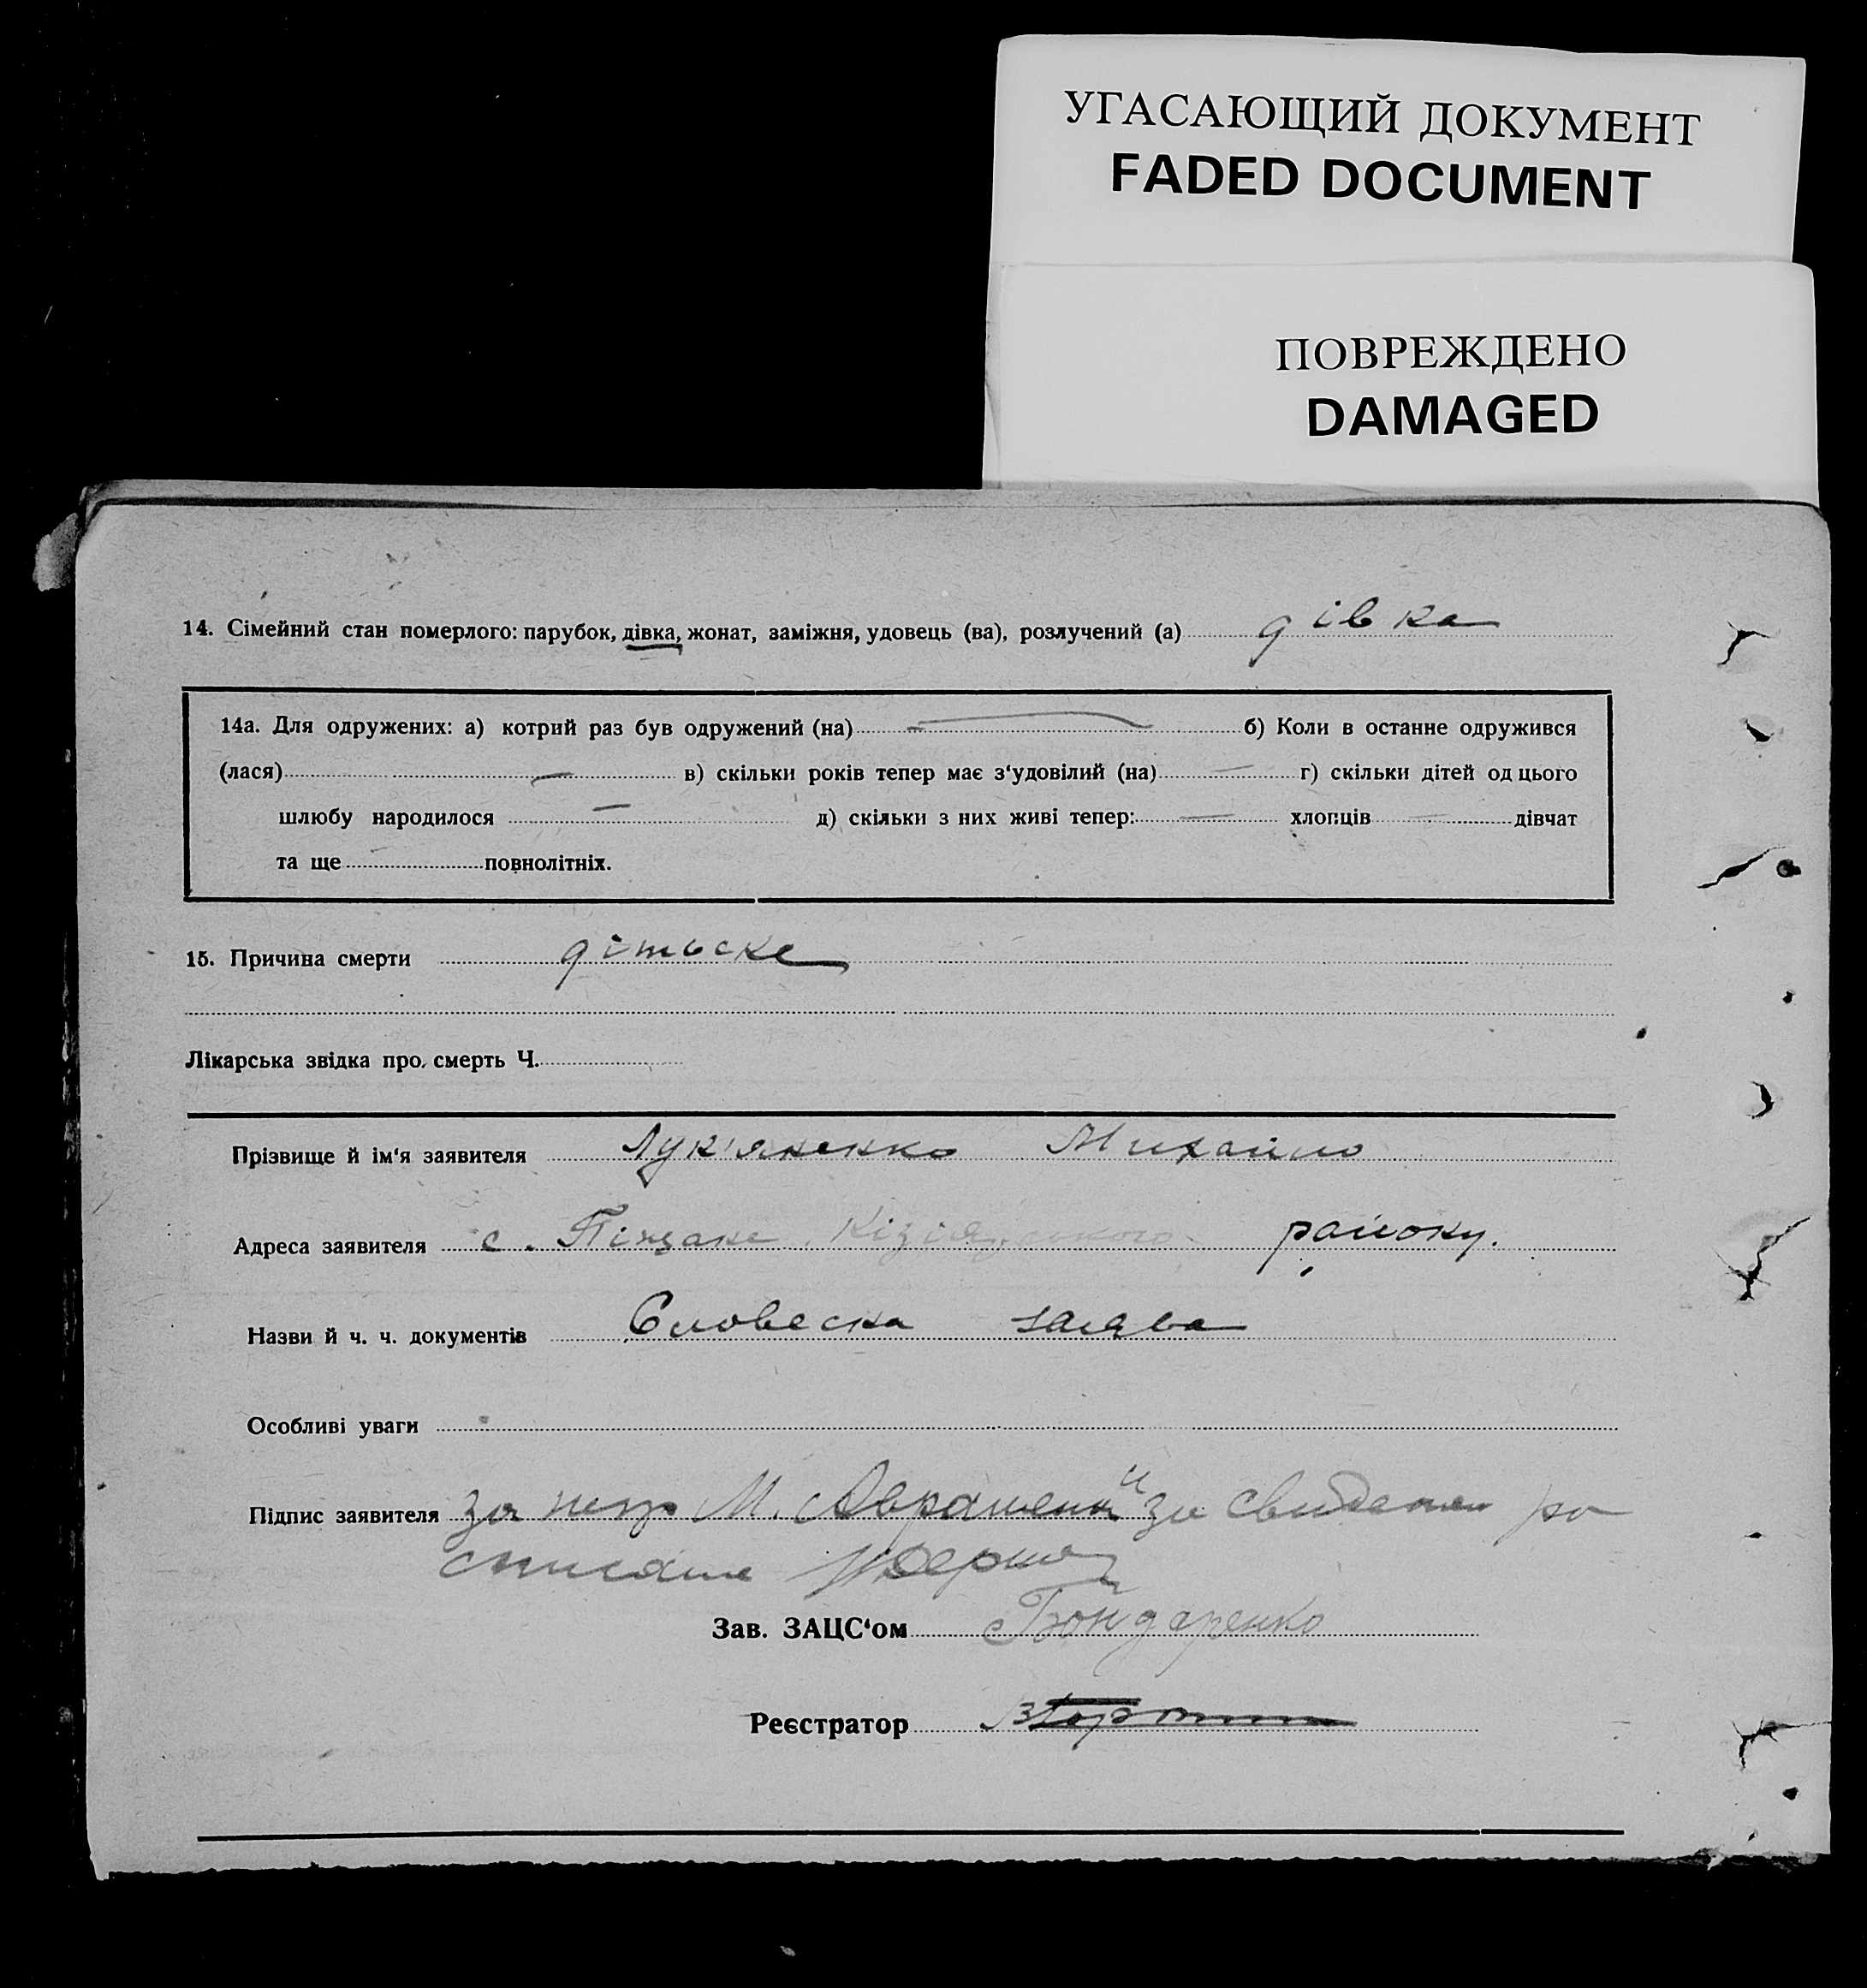 УГАСАЮЩИЙ ДОКУМЕНТ
FADED DOCUMENT
ПОВРЕЖДЕНО
DAMAGED
14. Сімейний стан померлого: парубок, дівка, жонат, заміжня, удовець (ва), розлучений (а) дівка
14а. Для одружених: а) котрий раз був одружений (на) — б) Коли в останне одружився
(лася) — в) скільки років тепер має з‘удовілий (на) — г) скільки дітей од цього
шлюбу народилося — д) скільки з них живі тепер: — хлопців — дівчат
та ще повнолітніх.
15. Причина смерти дітьске
Лікарська звідка про смерть Ч.
Прізвище й ім‘я заявителя Лук'яненко Михайло
Адреса заявителя с. Піщане району.
Назви й ч. ч. документів Словесна заява
Особливі уваги
Підпис заявителя за М. за
Зав. ЗАЦС‘ом Бондаренко
Реєстратор